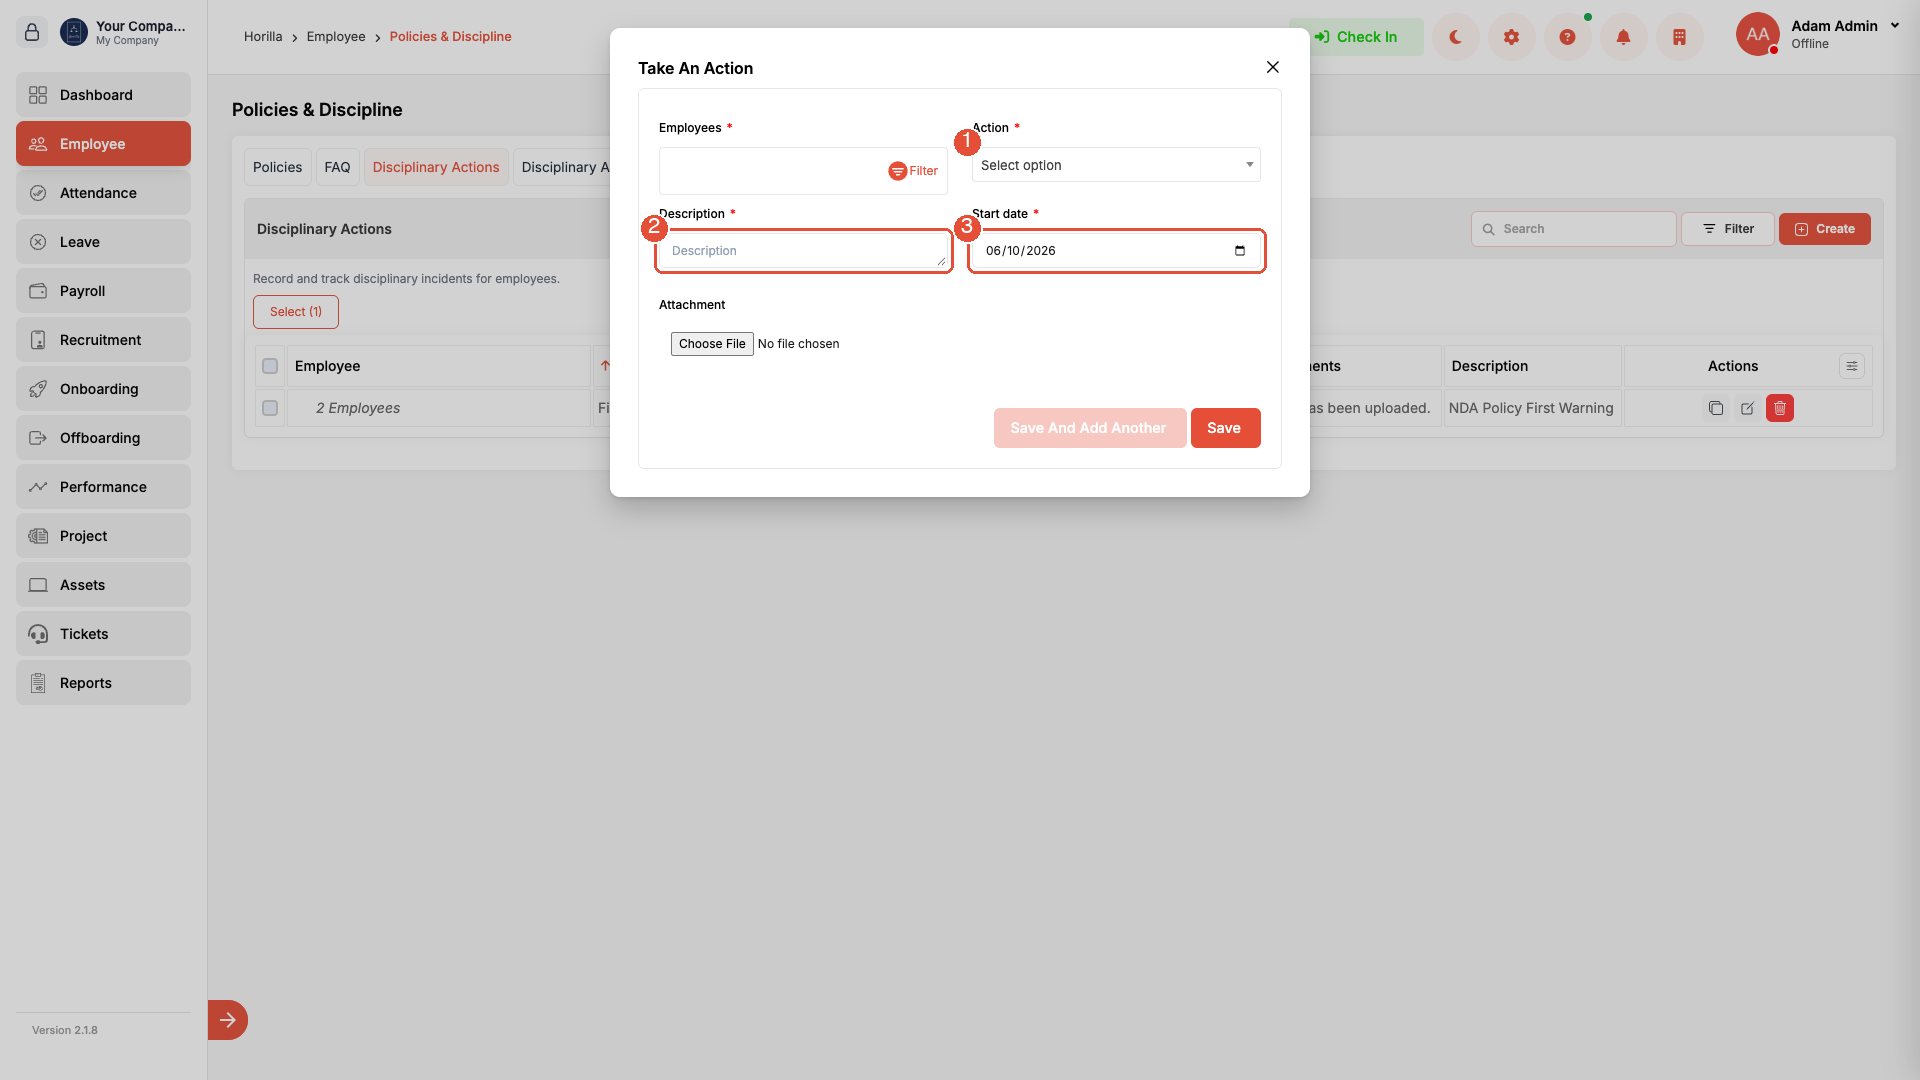 Your Compa...
My Company
Horilla > Employee > Policies & Discipline
Check In
AA
Adam Admin
Offline
Dashboard
Employee
Attendance
Leave
Payroll
Recruitment
Onboarding
Offboarding
Performance
Project
Assets
Tickets
Reports
Version 2.1.8
Policies & Discipline
Policies
FAQ
Disciplinary Actions
Disciplinary A
Disciplinary Actions
Search
Filter
Create
Record and track disciplinary incidents for employees.
Select (1)
Employee
ents
Description
Actions
2 Employees
Fi
as been uploaded.
NDA Policy First Warning
Take An Action
Employees *
Filter
1
Action *
Select option
2
Description *
Description
3
Start date *
06/10/2026
Attachment
Choose File No file chosen
Save And Add Another
Save